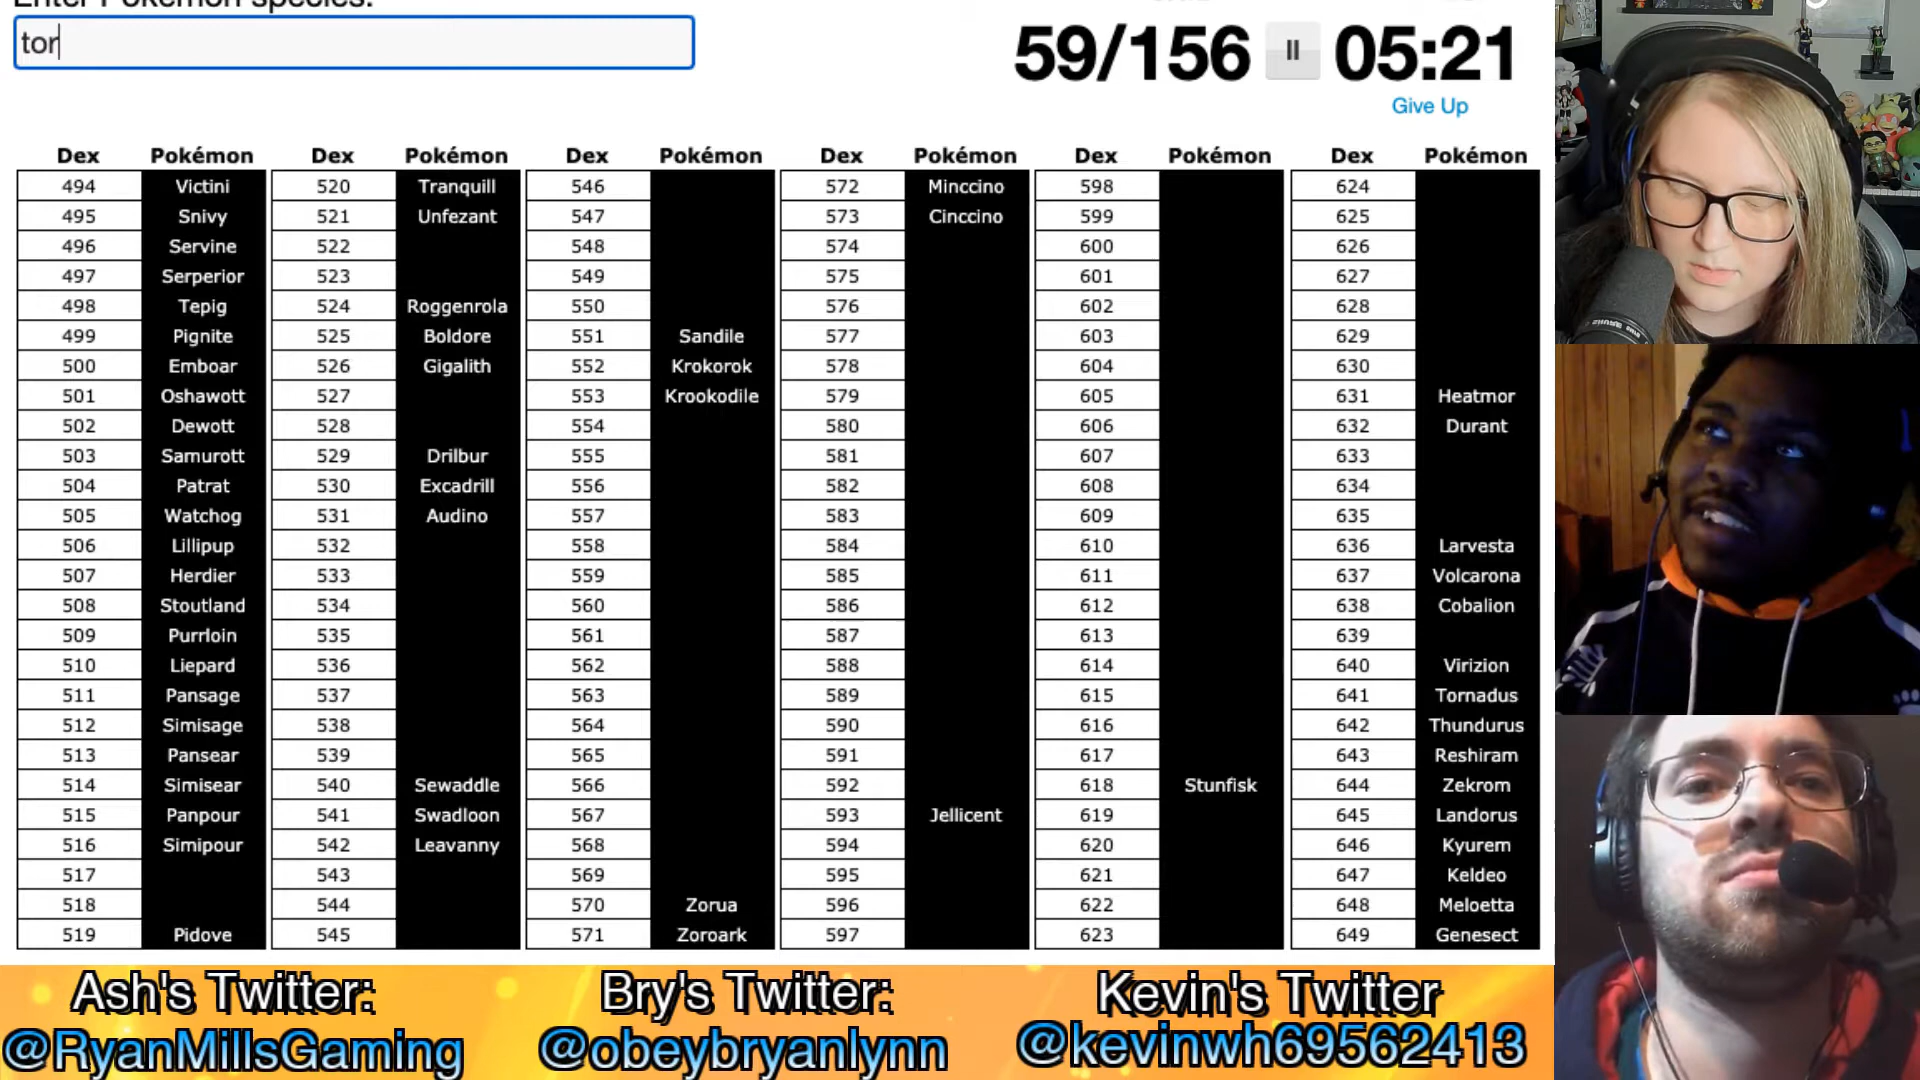 Enter Pokémon species:
tor
59/156
05:21
Give Up
Dex Pokémon Dex Pokémon Dex Pokémon Dex Pokémon Dex Pokémon Dex Pokémon
494 Victini 520 Tranquill 546 572 Minccino 598 624
495 Snivy 521 Unfezant 547 573 Cinccino 599 625
496 Servine 522 548 574 600 626
497 Serperior 523 549 575 601 627
498 Tepig 524 Roggenrola 550 576 602 628
499 Pignite 525 Boldore 551 Sandile 577 603 629
500 Emboar 526 Gigalith 552 Krokorok 578 604 630
501 Oshawott 527 553 Krookodile 579 605 631 Heatmor
502 Dewott 528 554 580 606 632 Durant
503 Samurott 529 Drilbur 555 581 607 633
504 Patrat 530 Excadrill 556 582 608 634
505 Watchog 531 Audino 557 583 609 635
506 Lillipup 532 558 584 610 636 Larvesta
507 Herdier 533 559 585 611 637 Volcarona
508 Stoutland 534 560 586 612 638 Cobalion
509 Purrloin 535 561 587 613 639
510 Liepard 536 562 588 614 640 Virizion
511 Pansage 537 563 589 615 641 Tornadus
512 Simisage 538 564 590 616 642 Thundurus
513 Pansear 539 565 591 617 643 Reshiram
514 Simisear 540 Sewaddle 566 592 618 Stunfisk 644 Zekrom
515 Panpour 541 Swadloon 567 593 Jellicent 619 645 Landorus
516 Simipour 542 Leavanny 568 594 620 646 Kyurem
517 543 569 595 621 647 Keldeo
518 544 570 Zorua 596 622 648 Meloetta
519 Pidove 545 571 Zoroark 597 623 649 Genesect
Ash's Twitter: Bry's Twitter: Kevin's Twitter
@RyanMillsGaming @obeybryanlynn @kevinwh69562413